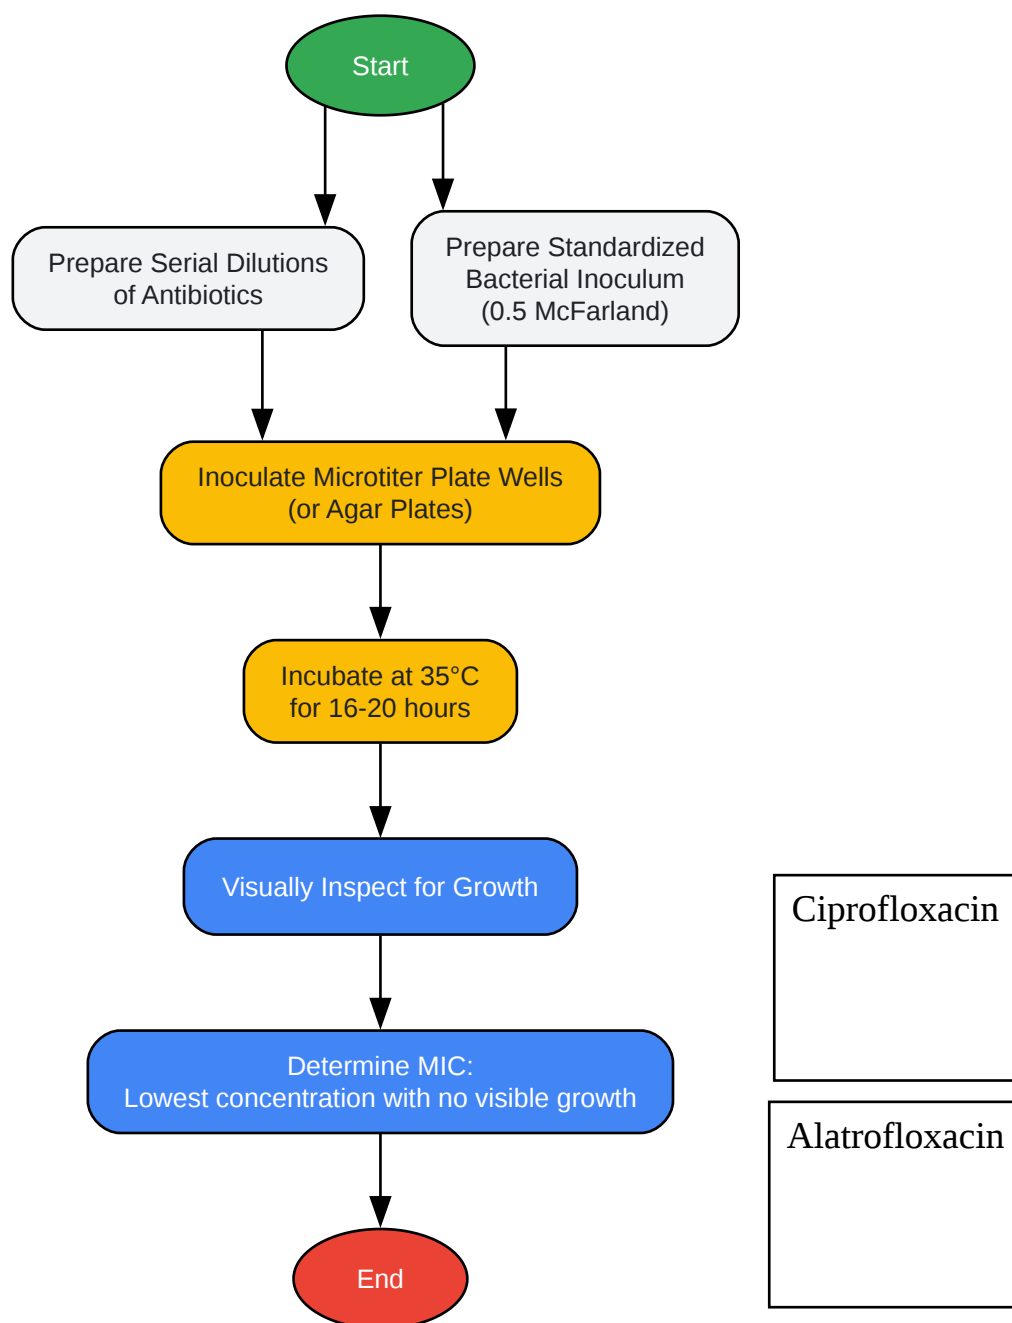 Start
Prepare Serial Dilutions
of Antibiotics
Prepare Standardized
Bacterial Inoculum
(0.5 McFarland)
Inoculate Microtiter Plate Wells
(or Agar Plates)
Incubate at 35°C
for 16-20 hours
Visually Inspect for Growth
Determine MIC:
Lowest concentration with no visible growth
End
Ciprofloxacin
Alatrofloxacin